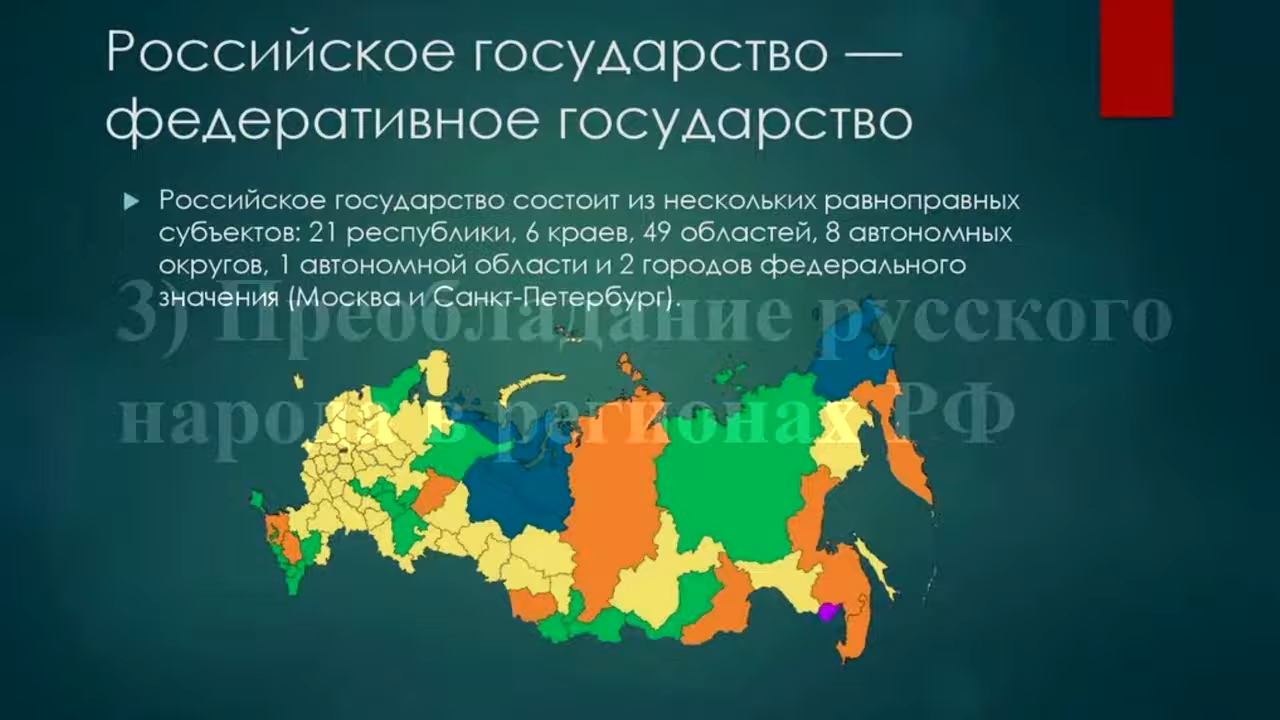 Российское государство —
федеративное государство
Российское государство состоит из нескольких равноправных
субъектов: 21 республики, 6 краев, 49 областей, 8 автономных
округов, 1 автономной области и 2 городов федерального
значения (Москва и Санкт-Петербург).
3) Преобладание русского
народа в регионах РФ